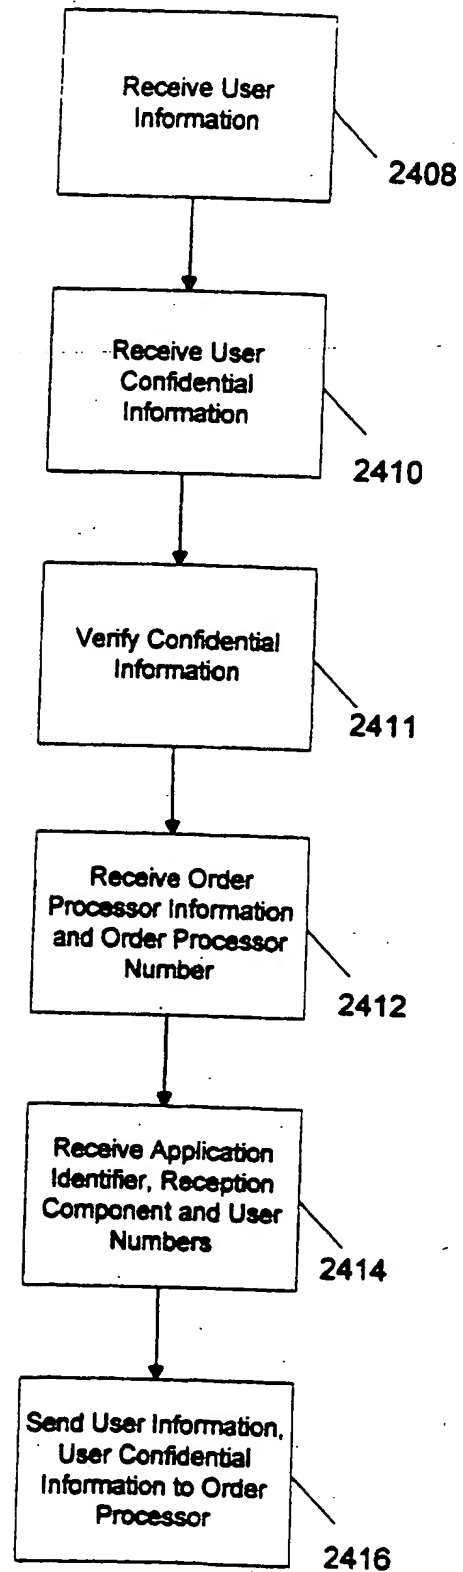 Receive User
Information
2408
Receive User
Confidential
Information
2410
Verify Confidential
Information
2411
Receive Order
Processor Information
and Order Processor
Number
2412
Receive Application
Identifier, Reception
Component and User
Numbers
2414
Send User Information,
User Confidential
Information to Order
Processor
2416